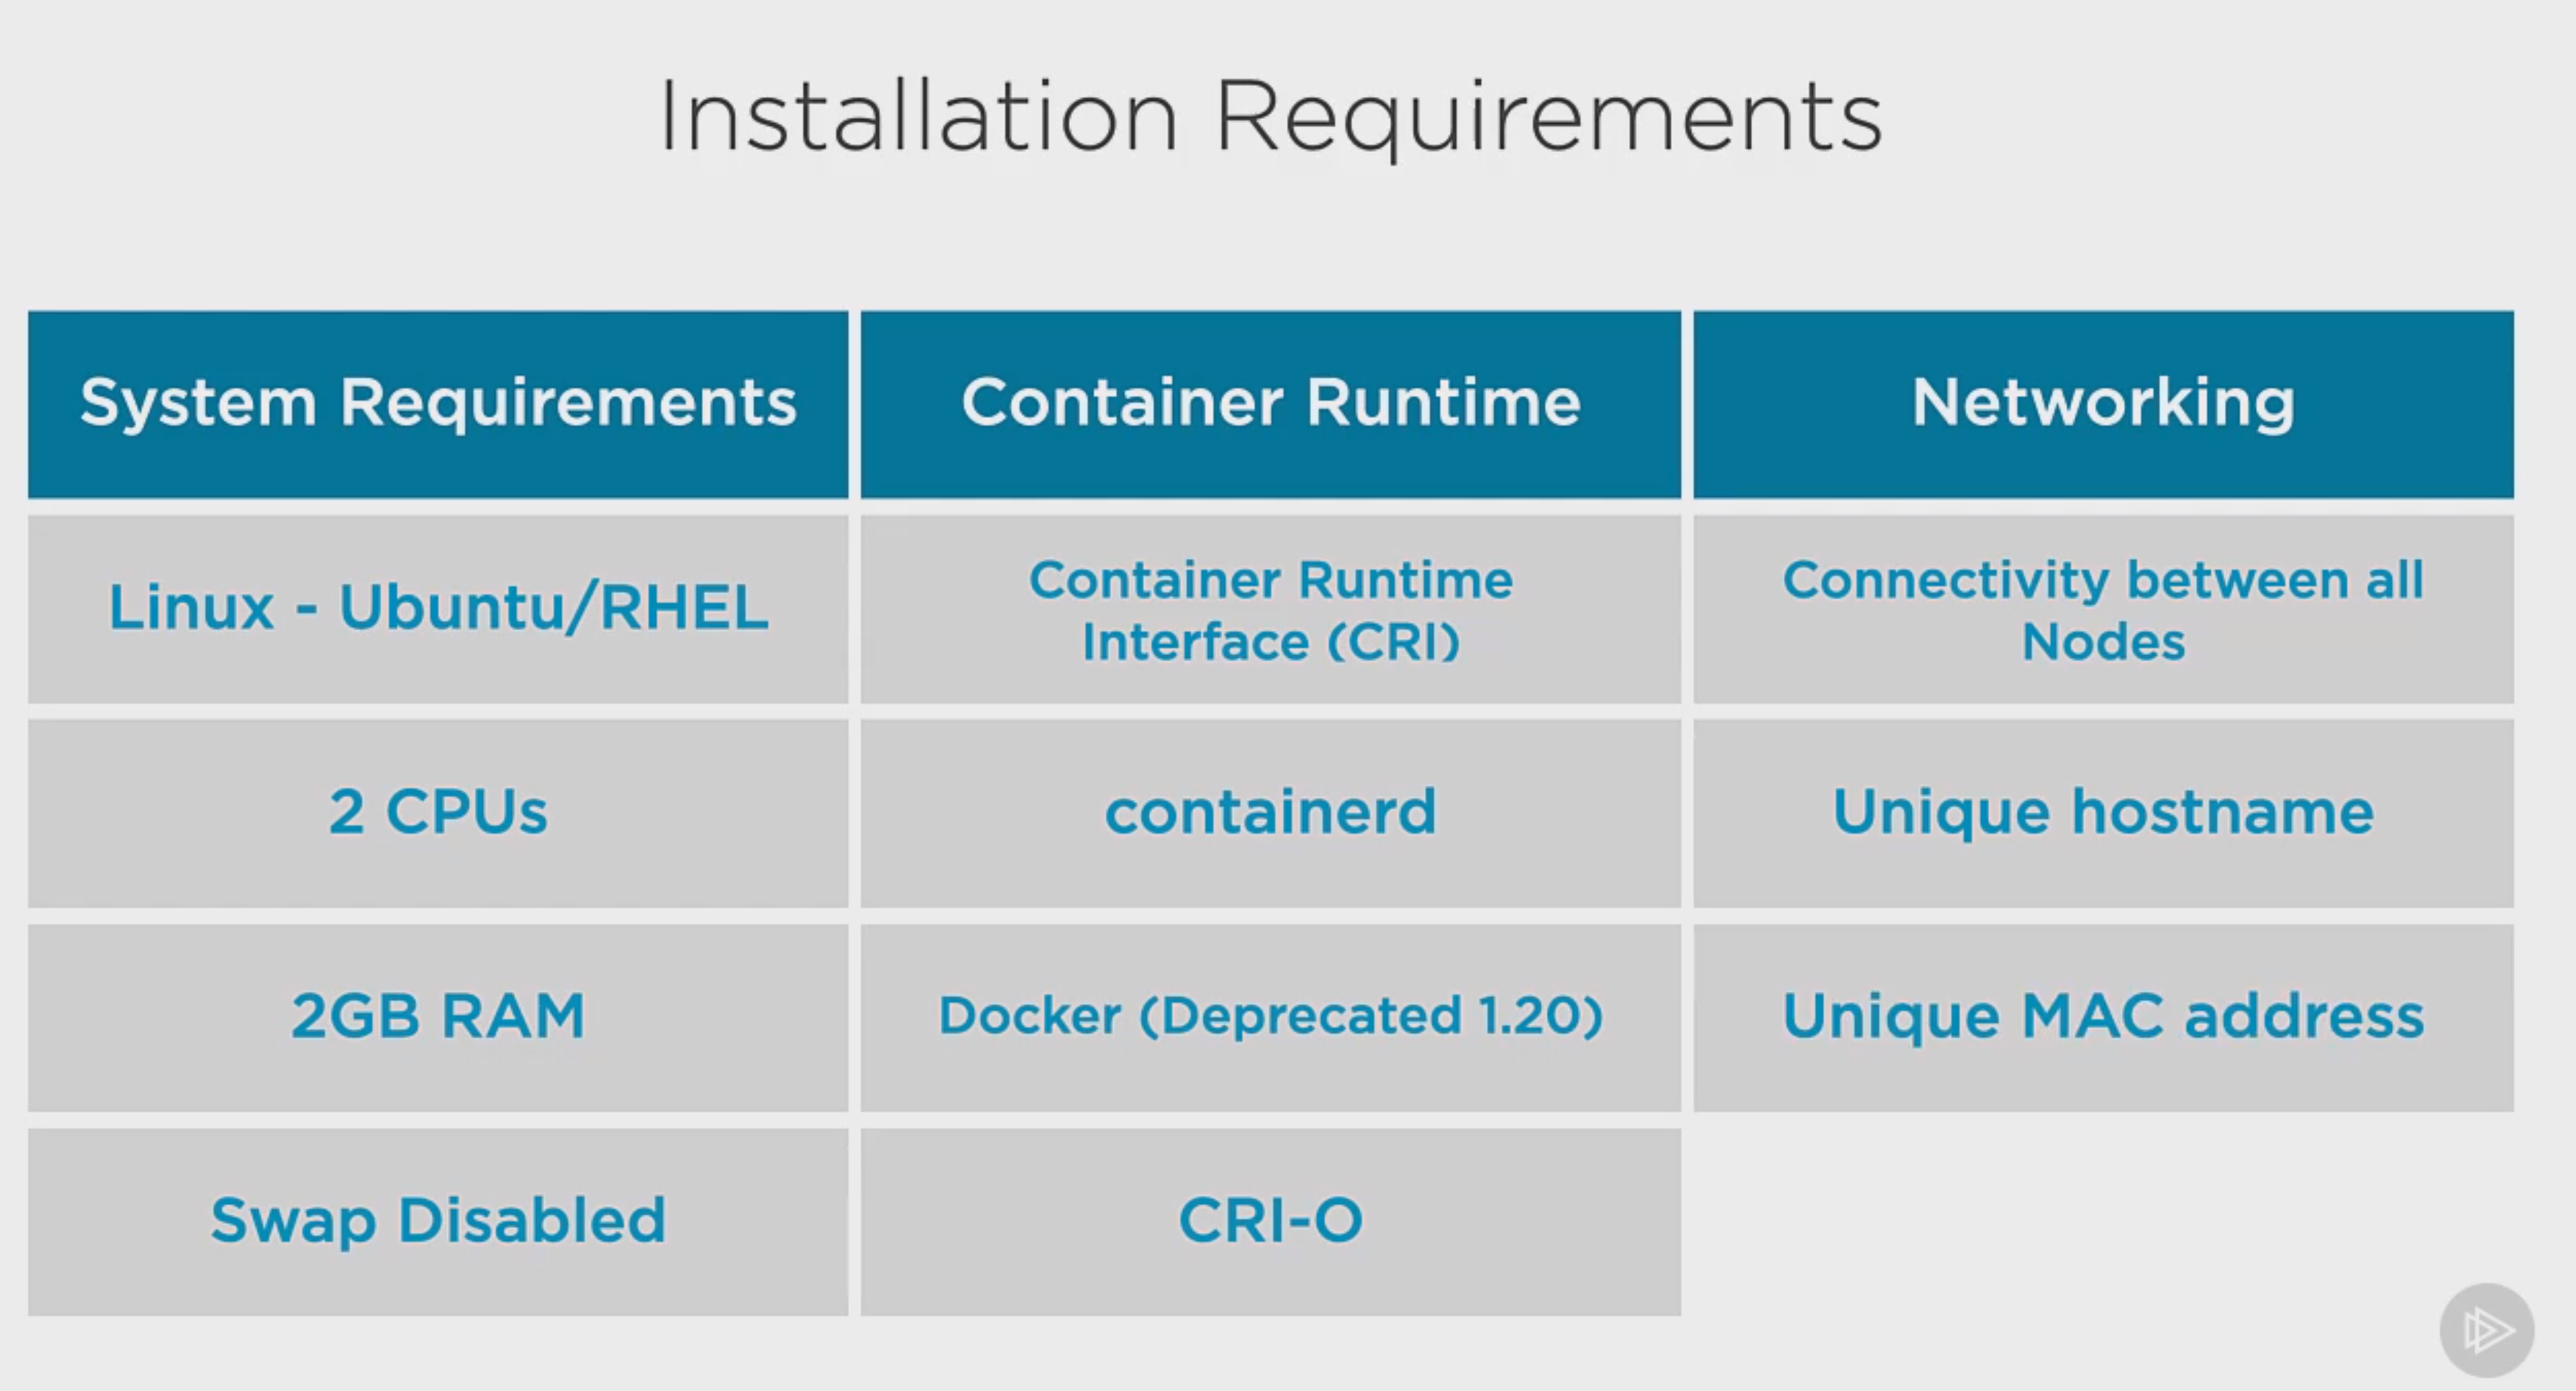 Installation Requirements
System Requirements
Container Runtime
Networking
Linux - Ubuntu/RHEL
Container Runtime
Interface (CRI)
Connectivity between all
Nodes
2 CPUs
containerd
Unique hostname
2GB RAM
Docker (Deprecated 1.20)
Unique MAC address
Swap Disabled
CRI-O